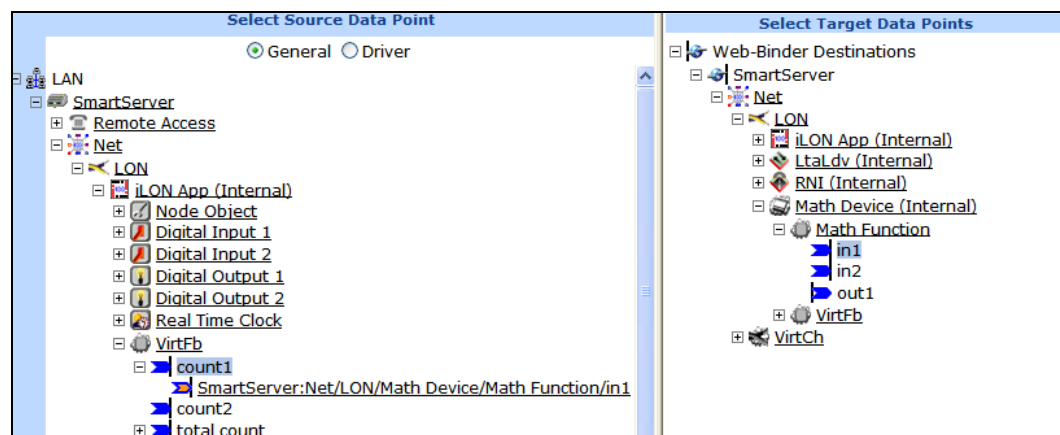 Select Source Data Point
General Driver
LAN
SmartServer
Remote Access
Net
LON
iLON App (Internal)
Node Object
Digital Input 1
Digital Input 2
Digital Output 1
Digital Output 2
Real Time Clock
VirtFb
count1
SmartServer:Net/LON/Math Device/Math Function/in1
count2
total count
Select Target Data Points
Web-Binder Destinations
SmartServer
Net
LON
iLON App (Internal)
LtaLdv (Internal)
RNI (Internal)
Math Device (Internal)
Math Function
in1
in2
out1
VirtFb
VirtCh